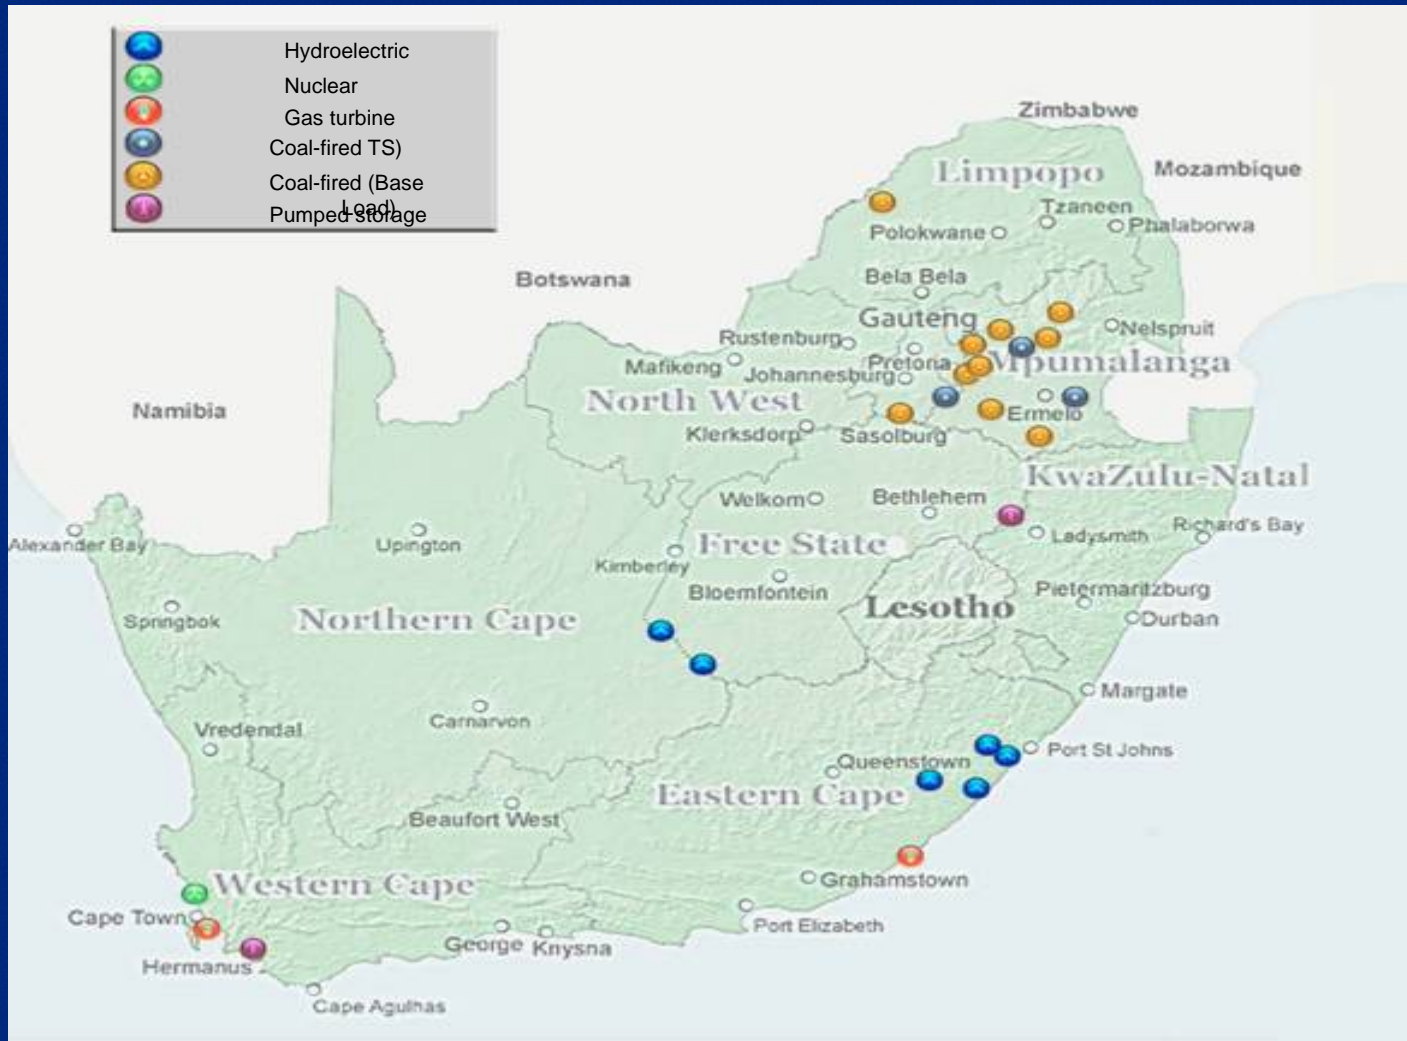 Hydroelectric
Nuclear
Gas turbine
Coal-fired TS)
Coal-fired (Base
Load)
Pumped storage
Zimbabwe
Limpopo
Mozambique
Tzaneen
Polokwane
Phalaborwa
Bela Bela
Botswana
Gauteng
Nelspruit
Rustenburg
Pretoria
Mpumalanga
Mafikeng
Johannesburg
North West
Namibia
Ermelo
Klerksdorp
Sasolburg
KwaZulu-Natal
Welkom
Bethlehem
Richard's Bay
Ladysmith
Alexander Bay
Upington
Free State
Kimberley
Bloemfontein
Pietermaritzburg
Lesotho
Northern Cape
Springbok
Durban
Margate
Carnarvon
Vredendal
Port St Johns
Queenstown
Eastern Cape
Beaufort West
Western Cape
Grahamstown
Cape Town
Port Elizabeth
George
Knysna
Hermanus
Cape Agulhas